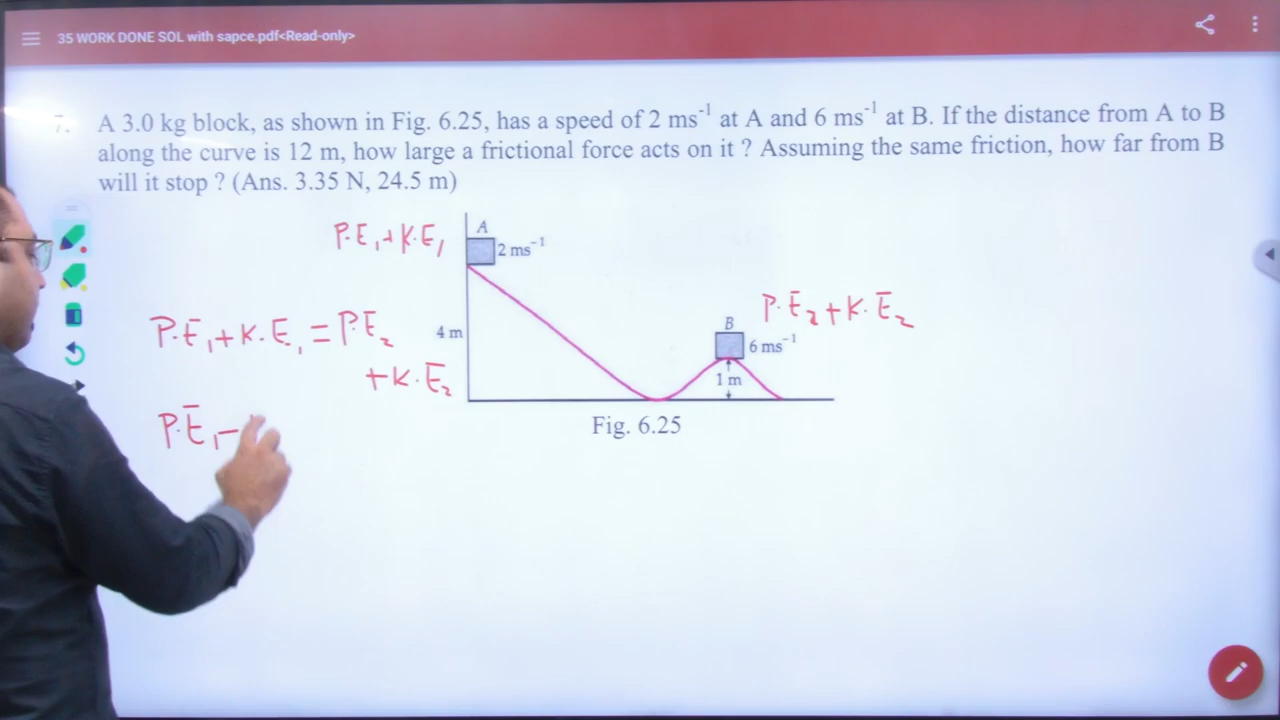 35 WORK DONE SOL with sapce.pdf<Read-only>
7. A 3.0 kg block, as shown in Fig. 6.25, has a speed of 2 ms⁻¹ at A and 6 ms⁻¹ at B. If the distance from A to B
along the curve is 12 m, how large a frictional force acts on it ? Assuming the same friction, how far from B
will it stop ? (Ans. 3.35 N, 24.5 m)
P.E₁+K.E₁
A
2 ms⁻¹
P.E₂+K.E₂
P.E₁+K.E₁=P.E₂
+K.E₂
4 m
B
6 ms⁻¹
1 m
P.E₁-
Fig. 6.25